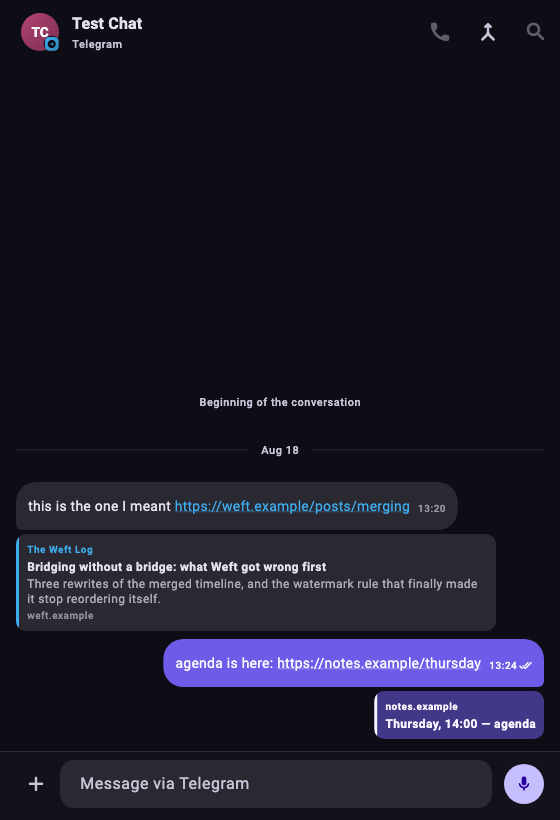 TC
Test Chat
Telegram
Beginning of the conversation
Aug 18
this is the one I meant https://weft.example/posts/merging 13:20
The Weft Log
Bridging without a bridge: what Weft got wrong first
Three rewrites of the merged timeline, and the watermark rule that finally made
it stop reordering itself.
weft.example
agenda is here: https://notes.example/thursday 13:24
notes.example
Thursday, 14:00 — agenda
Message via Telegram